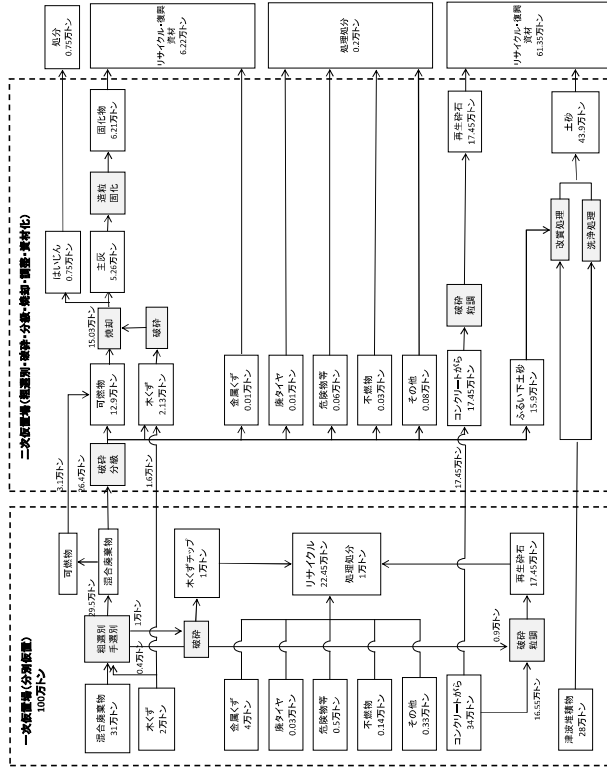 一次仮置場(分別仮置)
100万トン
混合廃棄物
31万トン
木くず
2万トン
金属くず
4万トン
廃タイヤ
0.03万トン
危険物等
0.5万トン
不燃物
0.14万トン
その他
0.33万トン
コンクリートがら
34万トン
津波堆積物
28万トン
粗選別
手選別
0.4万トン
1万トン
29.5万トン
可燃物
混合廃棄物
破砕
木くずチップ
1万トン
リサイクル
22.45万トン
処理処分
1万トン
16.55万トン
0.9万トン
破砕
粒調
再生砕石
17.45万トン
二次仮置場(粗選別・破砕・分級・焼却・調整・資材化)
3.1万トン
26.4万トン
1.6万トン
17.45万トン
破砕
分級
可燃物
12.9万トン
木くず
2.13万トン
金属くず
0.01万トン
廃タイヤ
0.01万トン
危険物等
0.06万トン
不燃物
0.03万トン
その他
0.08万トン
コンクリートがら
17.45万トン
ふるい下土砂
15.9万トン
15.03万トン
焼却
破砕
はいじん
0.75万トン
主灰
5.26万トン
造粒
固化
固化物
6.21万トン
破砕
粒調
再生砕石
17.45万トン
改質処理
洗浄処理
土砂
43.9万トン
処分
0.75万トン
リサイクル・復興
資材
6.22万トン
処理処分
0.2万トン
リサイクル・復興
資材
61.35万トン